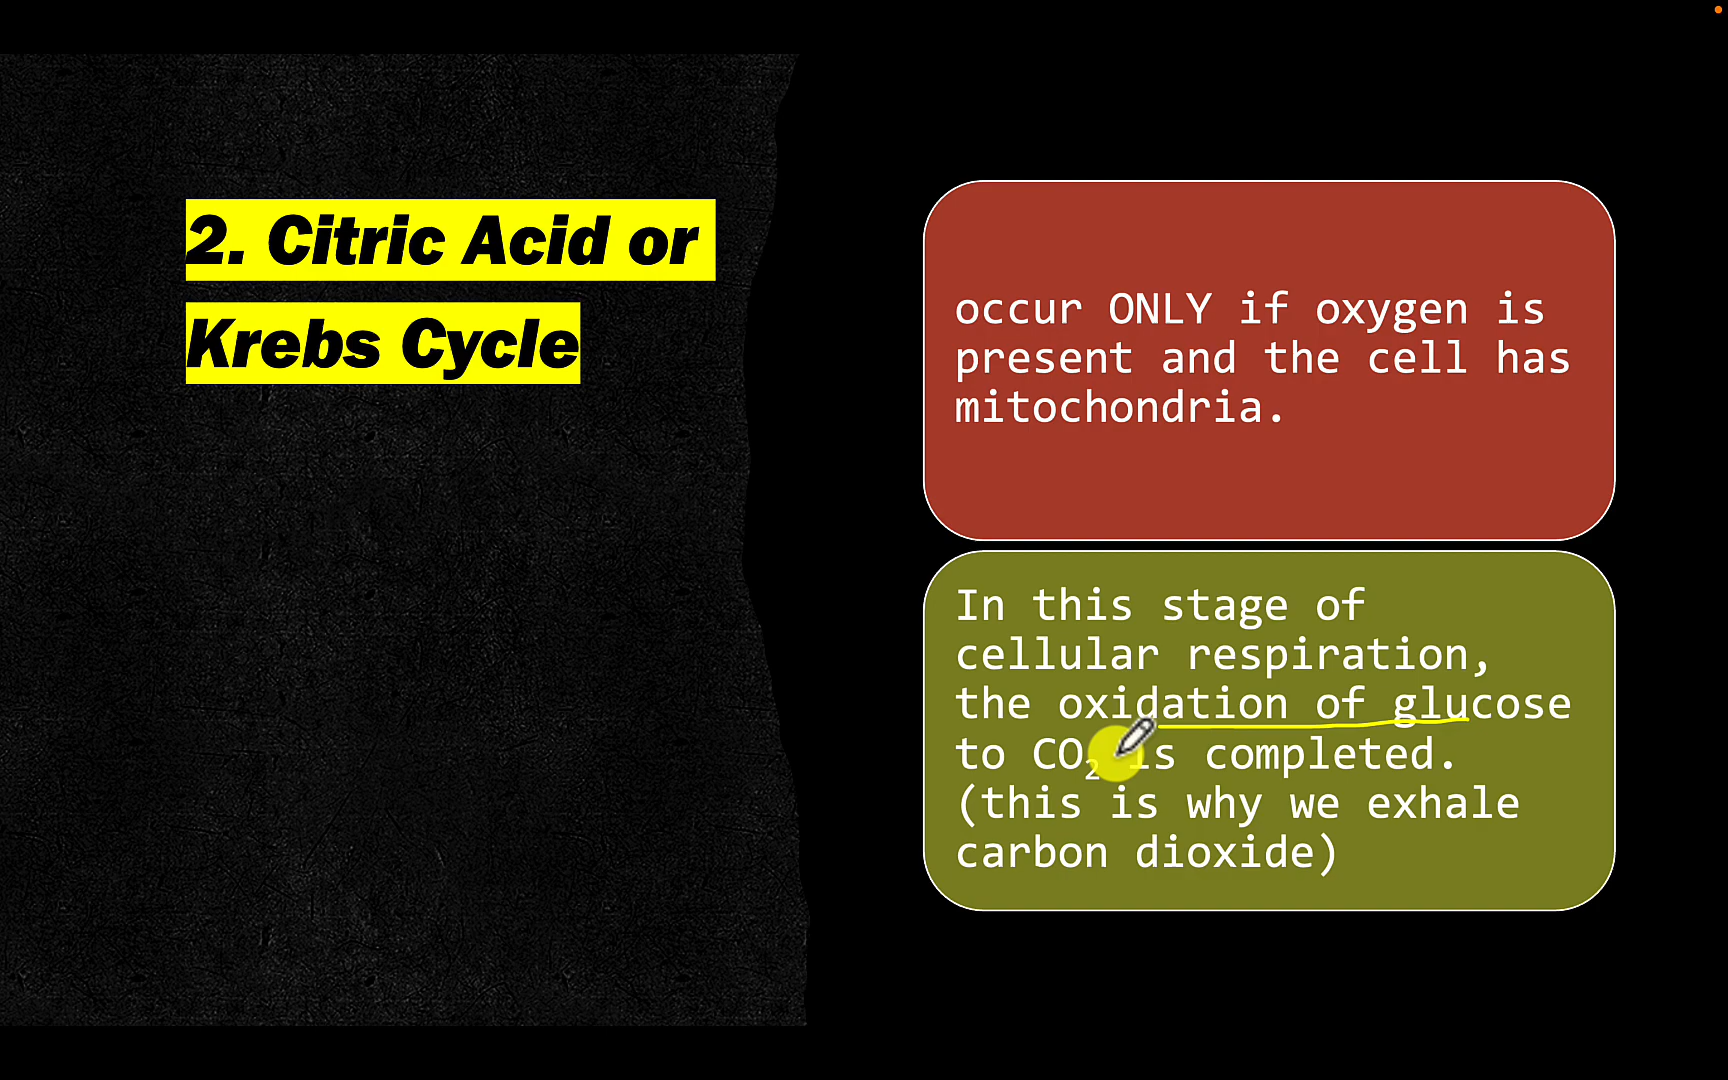 2. Citric Acid or
Krebs Cycle
occur ONLY if oxygen is
present and the cell has
mitochondria.
In this stage of
cellular respiration,
the oxidation of glucose
to CO₂ is completed.
(this is why we exhale
carbon dioxide)